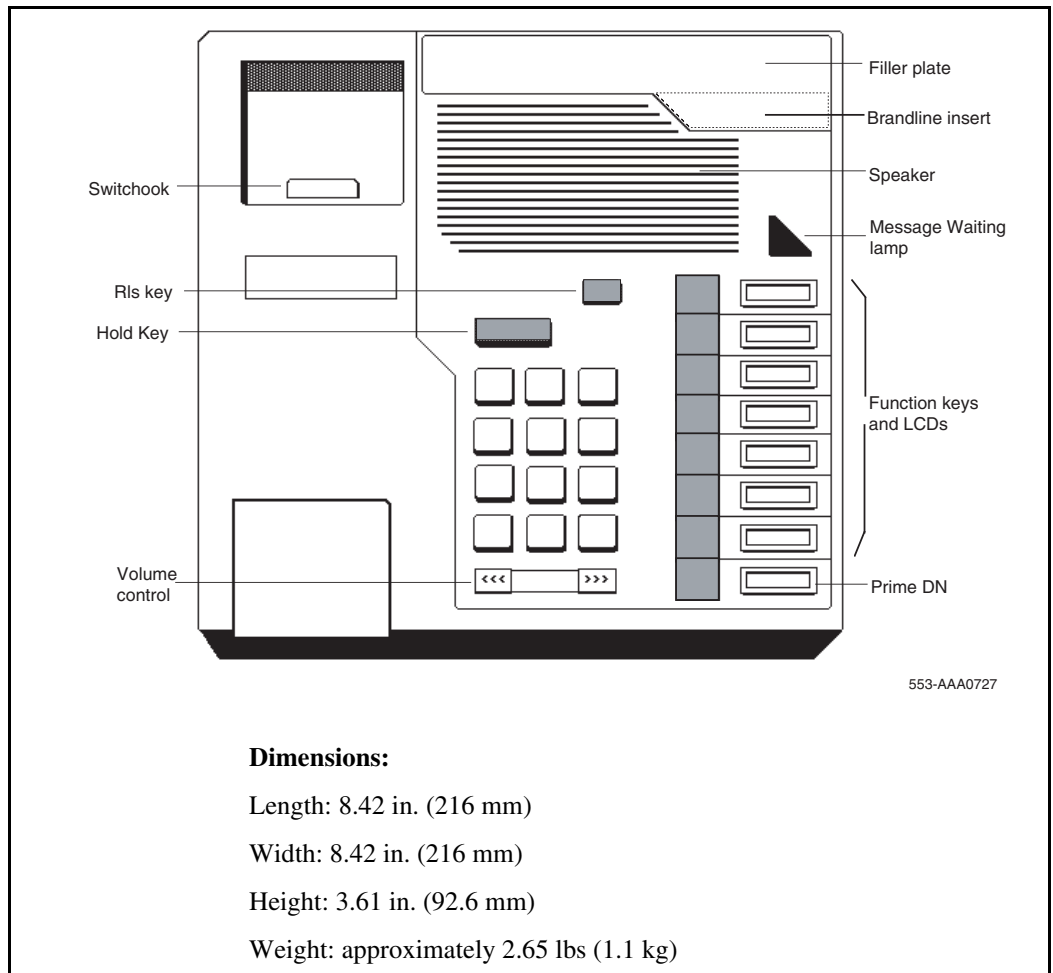 Filler plate
Brandline insert
Switchook
Speaker
Message Waiting
lamp
Rls key
Hold Key
Function keys
and LCDs
Volume
control
<<<
>>>
Prime DN
553-AAA0727
Dimensions:
Length: 8.42 in. (216 mm)
Width: 8.42 in. (216 mm)
Height: 3.61 in. (92.6 mm)
Weight: approximately 2.65 lbs (1.1 kg)